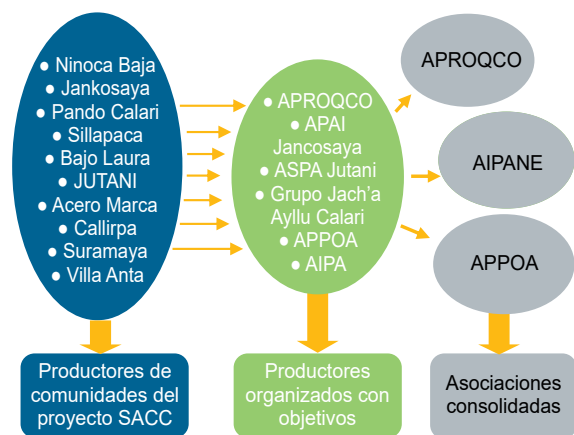 ● Ninoca Baja
● Jankosaya
● Pando Calari
● Sillapaca
● Bajo Laura
● JUTANI
● Acero Marca
● Callirpa
● Suramaya
● Villa Anta
● APROQCO
● APAI
Jancosaya
● ASPA Jutani
● Grupo Jach’a
Ayllu Calari
● APPOA
● AIPA
APROQCO
AIPANE
APPOA
Productores de
comunidades del
proyecto SACC
Productores
organizados con
objetivos
Asociaciones
consolidadas